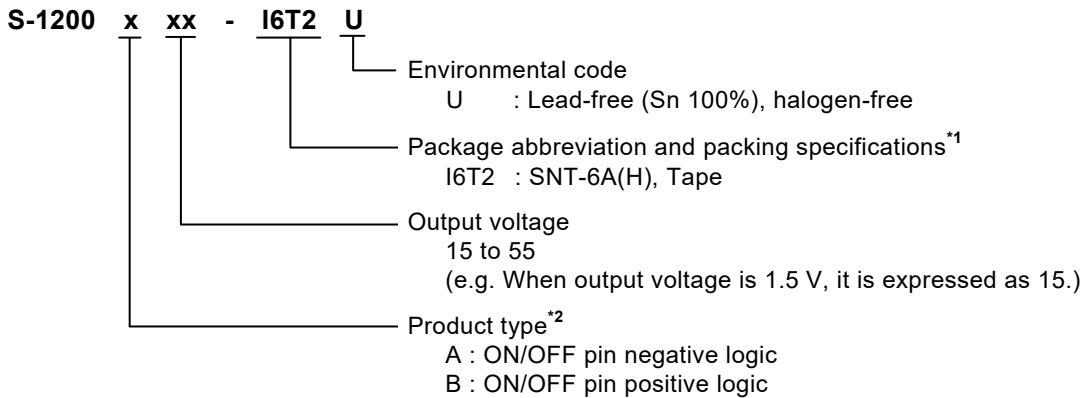 S-1200 x xx - I6T2 U
Environmental code
U : Lead-free (Sn 100%), halogen-free
Package abbreviation and packing specifications*1
I6T2 : SNT-6A(H), Tape
Output voltage
15 to 55
(e.g. When output voltage is 1.5 V, it is expressed as 15.)
Product type*2
A : ON/OFF pin negative logic
B : ON/OFF pin positive logic